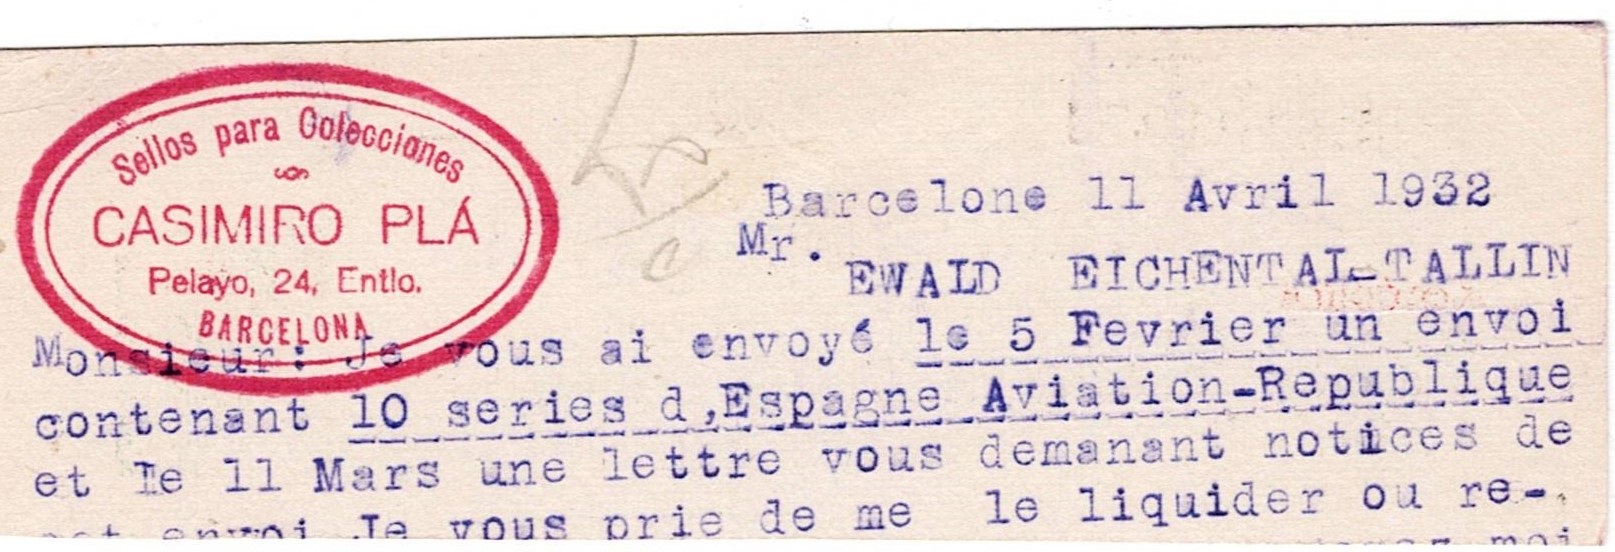 Sellos para Colecciones
CASIMIRO PLÁ
Pelayo, 24, Entlo.
BARCELONA
Barcelone 11 Avril 1932
Mr.
EWALD EICHENTAL-TALLIN
Monsieur: Je vous ai envoyé le 5 Fevrier un envoi
contenant 10 series d,Espagne Aviation-Republique
et le 11 Mars une lettre vous demanant notices de
envoi Je vous prie de me le liquider ou re-
moi